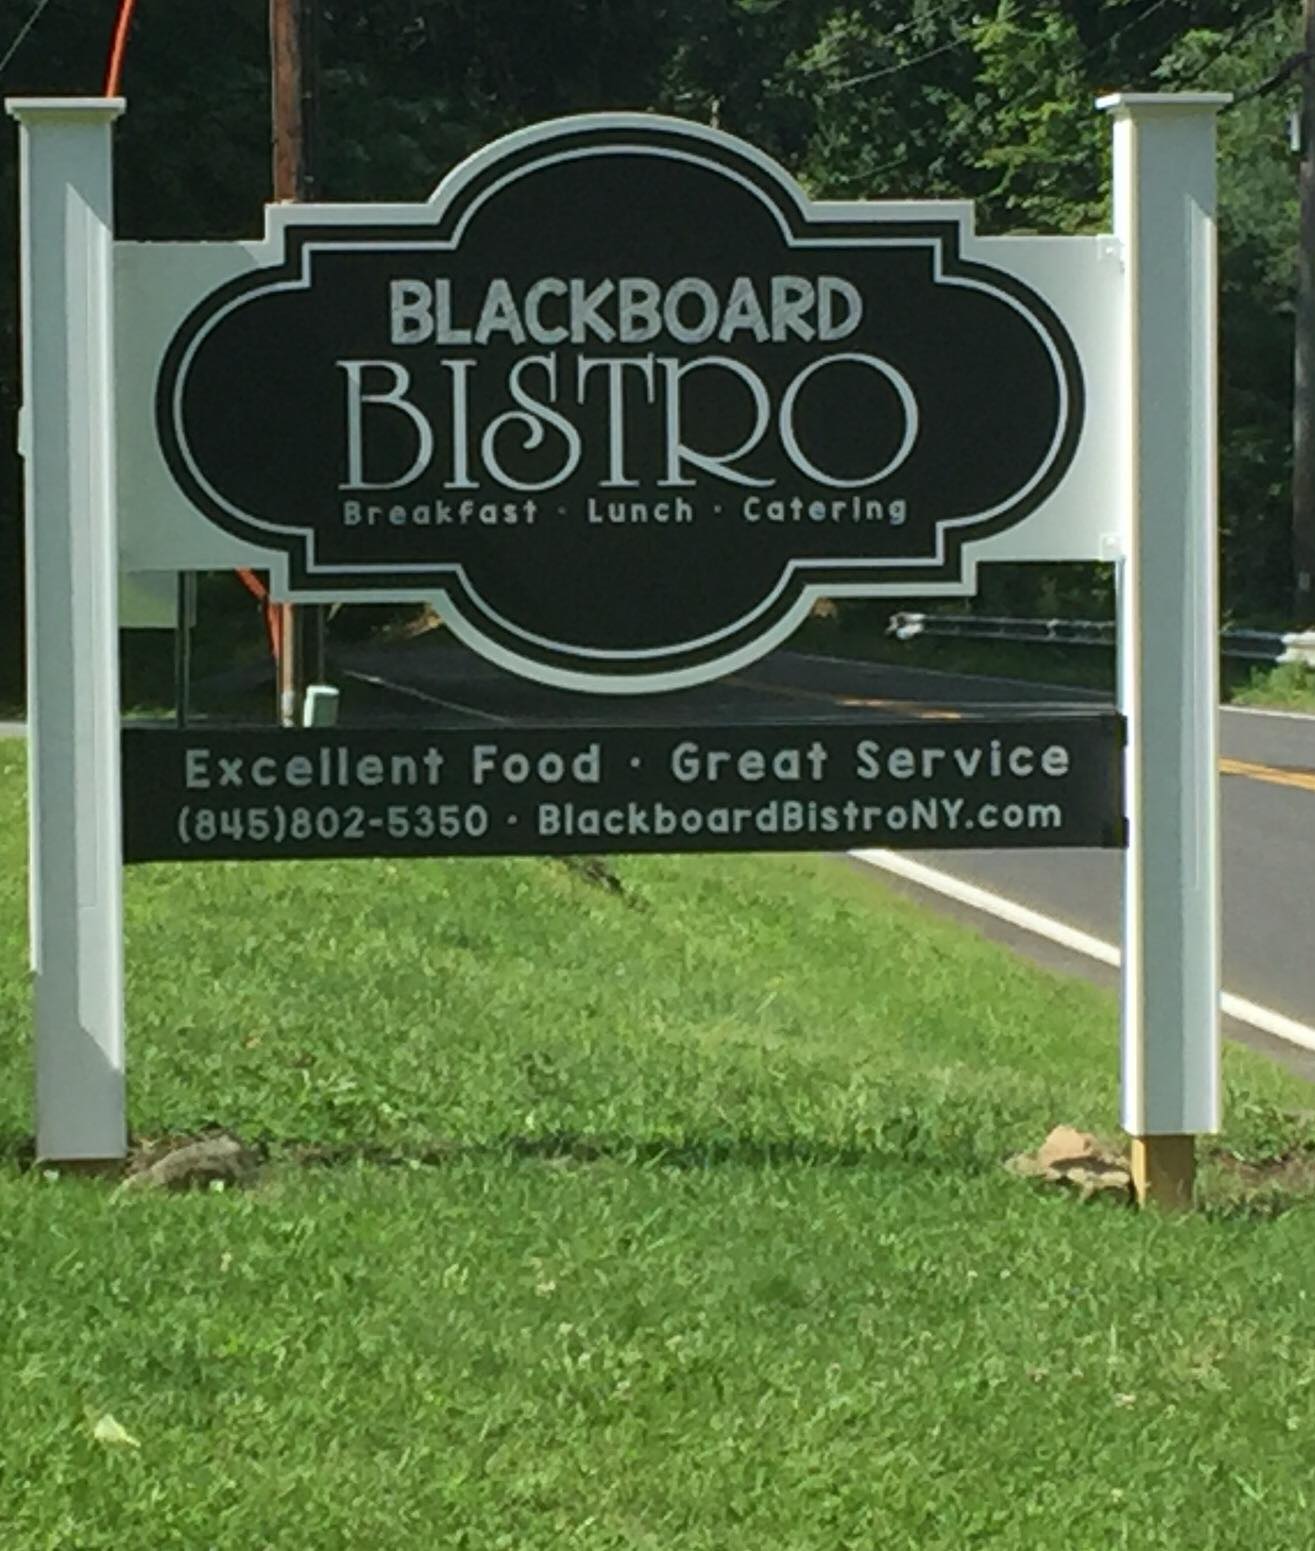 BLACKBOARD
BISTRO
Breakfast · Lunch · Catering
Excellent Food · Great Service
(845)802-5350 · BlackboardBistroNY.com